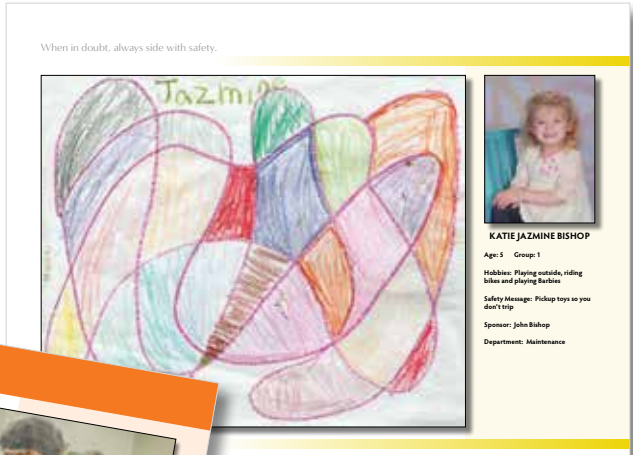 When in doubt, always side with safety.
Jazmine
KATIE JAZMINE BISHOP
Age: 5 Group: 1
Hobbies: Playing outside, riding
bikes and playing Barbies
Safety Message: Pickup toys so you
don't trip
Sponsor: John Bishop
Department: Maintenance